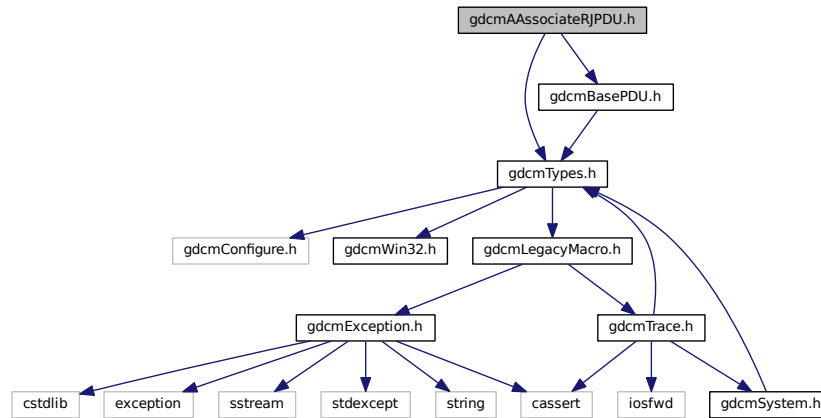 gdcmAAssociateRJPDU.h
gdcmBasePDU.h
gdcmTypes.h
gdcmConfigure.h
gdcmWin32.h
gdcmLegacyMacro.h
gdcmException.h
gdcmTrace.h
cstdlib
exception
sstream
stdexcept
string
cassert
iosfwd
gdcmSystem.h